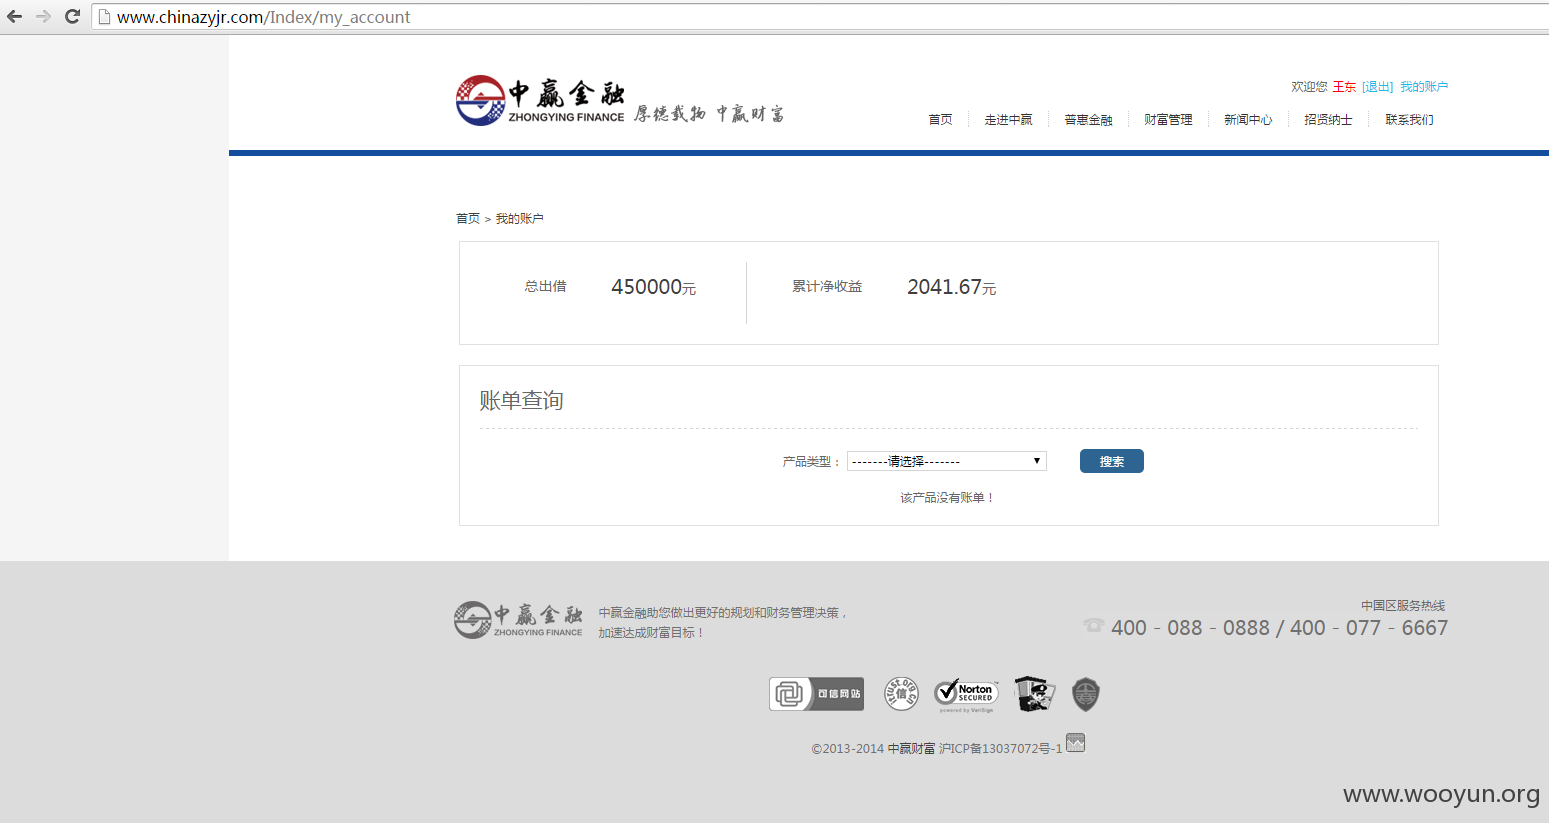 www.chinazyjr.com/Index/my_account
中赢金融
ZHONGYING FINANCE
厚德载物 中赢财富
欢迎您 王东 [退出] 我的账户
首页 走进中赢 普惠金融 财富管理 新闻中心 招贤纳士 联系我们
首页 > 我的账户
总出借 450000元 累计净收益 2041.67元
账单查询
产品类型： -------请选择------- 搜索
该产品没有账单！
中赢金融
ZHONGYING FINANCE
中赢金融助您做出更好的规划和财务管理决策，
加速达成财富目标！
中国区服务热线
400 - 088 - 0888 / 400 - 077 - 6667
可信网站
itrust.org.cn
信
Norton
SECURED
powered by VeriSign
©2013-2014 中赢财富 沪ICP备13037072号-1
www.wooyun.org